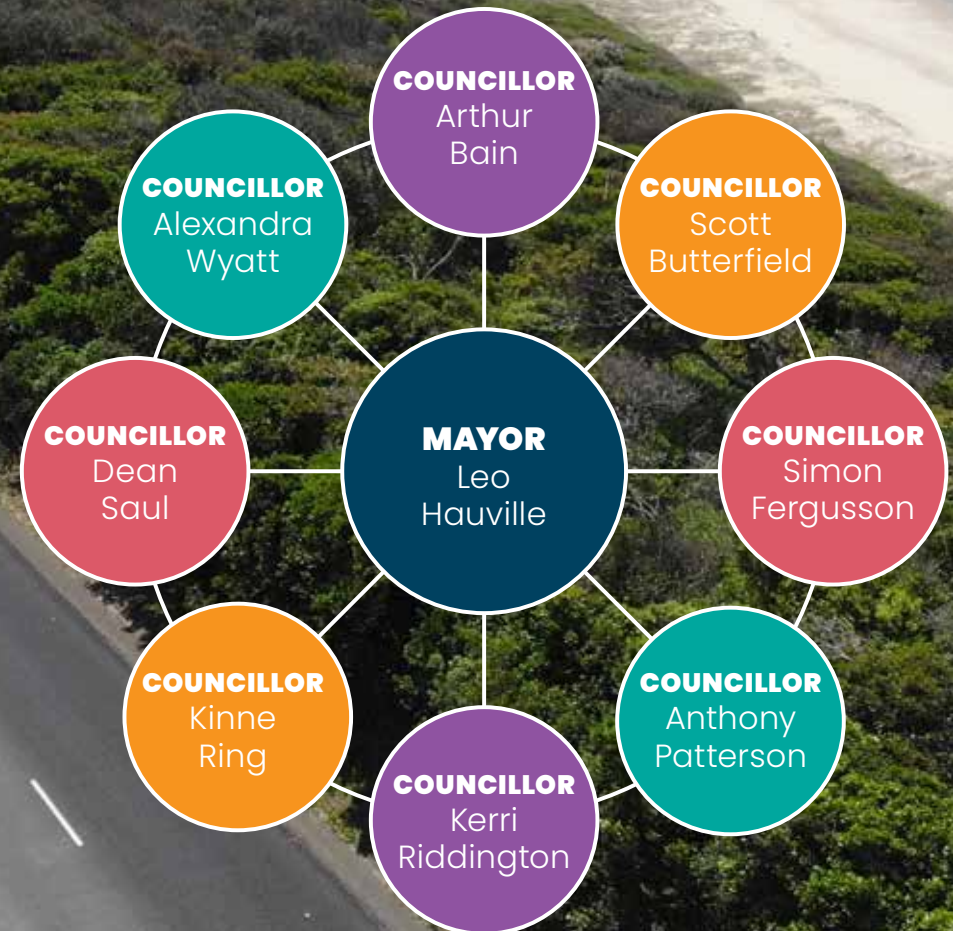 COUNCILLOR
Arthur
Bain
COUNCILLOR
Alexandra
Wyatt
COUNCILLOR
Scott
Butterfield
COUNCILLOR
Dean
Saul
MAYOR
Leo
Hauville
COUNCILLOR
Simon
Fergusson
COUNCILLOR
Kinne
Ring
COUNCILLOR
Anthony
Patterson
COUNCILLOR
Kerri
Riddington